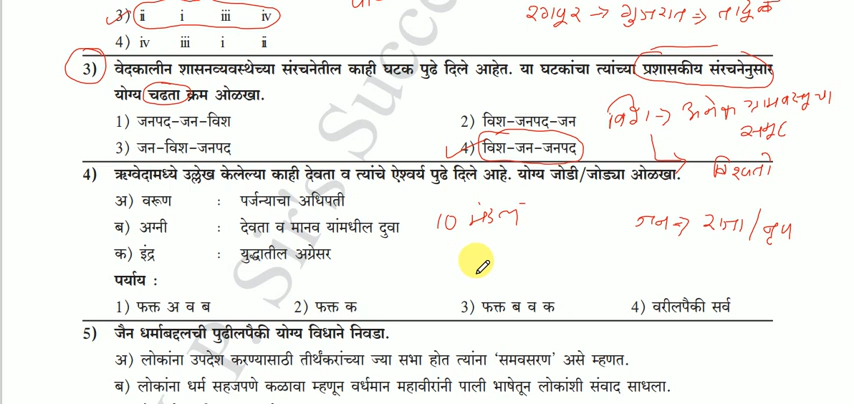 3) ii i iii iv
रंगपूर → गुजरात →
4) iv iii i ii
3) वेदकालीन शासनव्यवस्थेच्या संरचनेतील काही घटक पुढे दिले आहेत. या घटकांचा त्यांच्या प्रशासकीय संरचनेनुसार
योग्य चढता क्रम ओळखा.
1) जनपद-जन-विश 2) विश-जनपद-जन
3) जन-विश-जनपद 4) विश-जन-जनपद
विश → अनेक
समूह
विश्पती
4) ऋग्वेदामध्ये उल्लेख केलेल्या काही देवता व त्यांचे ऐश्वर्य पुढे दिले आहे. योग्य जोडी/जोड्या ओळखा.
अ) वरूण : पर्जन्याचा अधिपती
ब) अग्नी : देवता व मानव यांमधील दुवा 10 मंडलं जन → राजा/नृप
क) इंद्र : युद्धातील अग्रेसर
पर्याय :
1) फक्त अ व ब 2) फक्त क 3) फक्त ब व क 4) वरीलपैकी सर्व
5) जैन धर्माबद्दलची पुढीलपैकी योग्य विधाने निवडा.
अ) लोकांना उपदेश करण्यासाठी तीर्थंकरांच्या ज्या सभा होत त्यांना ‘समवसरण’ असे म्हणत.
ब) लोकांना धर्म सहजपणे कळावा म्हणून वर्धमान महावीरांनी पाली भाषेतून लोकांशी संवाद साधला.
P. Sir's Success